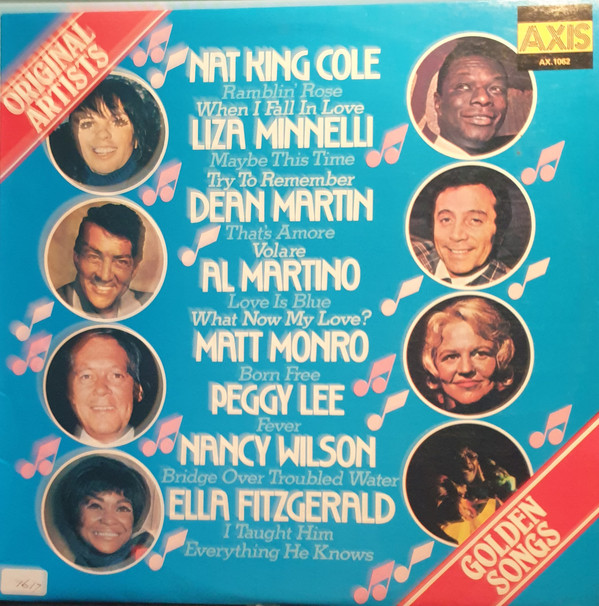 ORIGINAL
ARTISTS
AXIS
AX.1062
NAT KING COLE
Ramblin' Rose
When I Fall In Love
LIZA MINNELLI
Maybe This Time
Try To Remember
DEAN MARTIN
That's Amore
Volare
AL MARTINO
Love Is Blue
What Now My Love?
MATT MONRO
Born Free
PEGGY LEE
Fever
NANCY WILSON
Bridge Over Troubled Water
ELLA FITZGERALD
I Taught Him
Everything He Knows
GOLDEN
SONGS